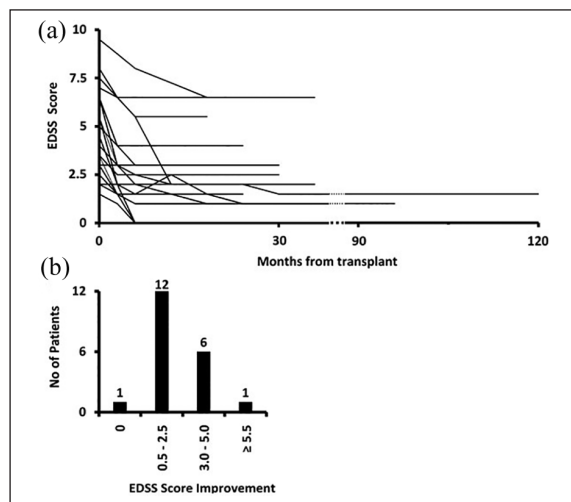 (a)
10
7.5
5
2.5
0
EDSS Score
0 30 90 120
Months from transplant
(b)
12
6
0
No of Patients
1 12 6 1
0 0.5 - 2.5 3.0 - 5.0 ≥ 5.5
EDSS Score Improvement